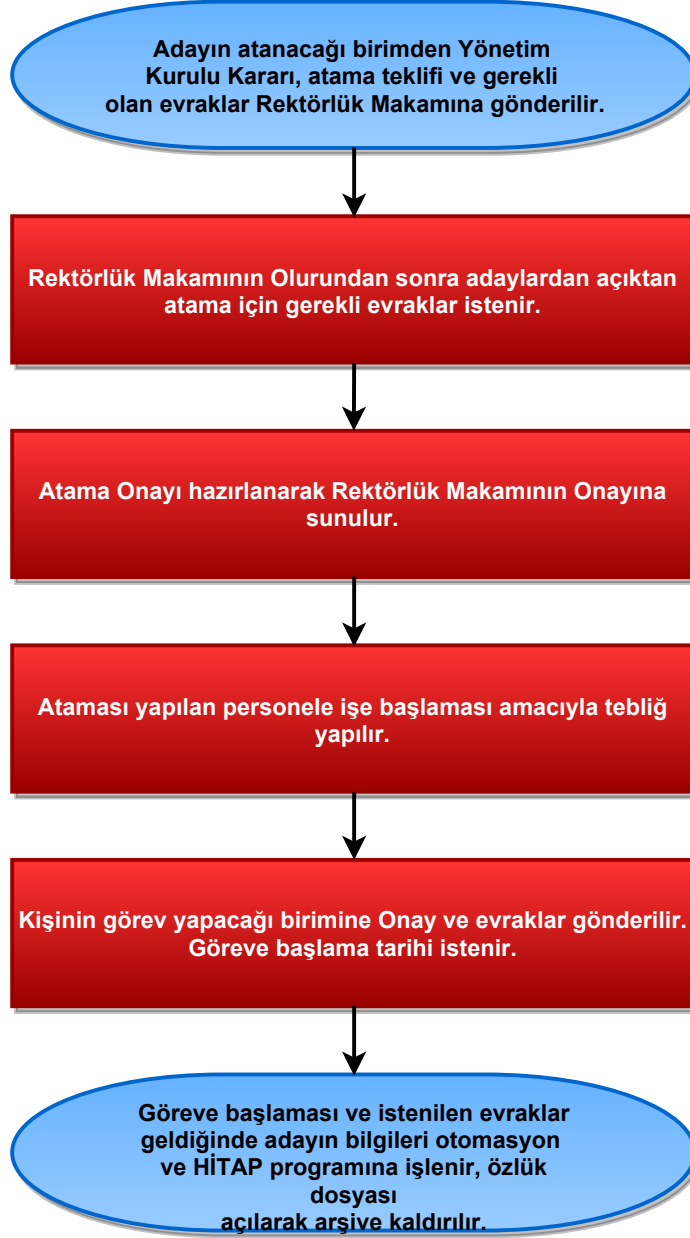 Adayın atanacağı birimden Yönetim
Kurulu Kararı, atama teklifi ve gerekli
olan evraklar Rektörlük Makamına gönderilir.
Rektörlük Makamının Olurundan sonra adaylardan açıktan
atama için gerekli evraklar istenir.
Atama Onayı hazırlanarak Rektörlük Makamının Onayına
sunulur.
Ataması yapılan personele işe başlaması amacıyla tebliğ
yapılır.
Kişinin görev yapacağı birimine Onay ve evraklar gönderilir.
Göreve başlama tarihi istenir.
Göreve başlaması ve istenilen evraklar
geldiğinde adayın bilgileri otomasyon
ve HİTAP programına işlenir, özlük
dosyası
açılarak arşive kaldırılır.